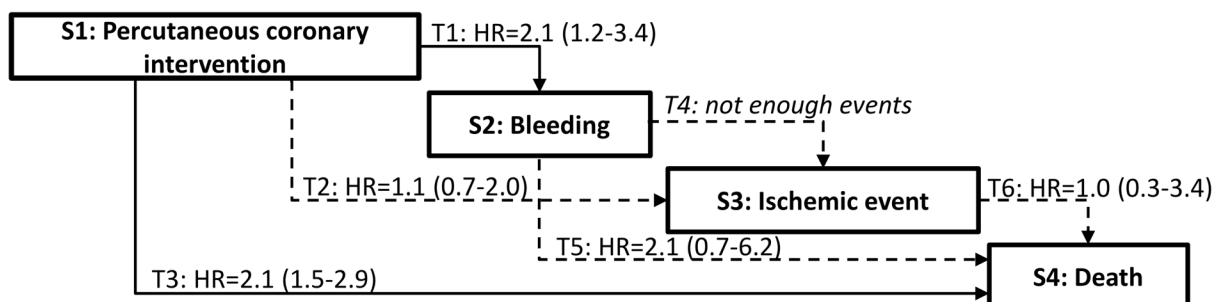 S1: Percutaneous coronary
intervention
T1: HR=2.1 (1.2-3.4)
S2: Bleeding
T4: not enough events
T2: HR=1.1 (0.7-2.0)
S3: Ischemic event
T6: HR=1.0 (0.3-3.4)
T5: HR=2.1 (0.7-6.2)
T3: HR=2.1 (1.5-2.9)
S4: Death